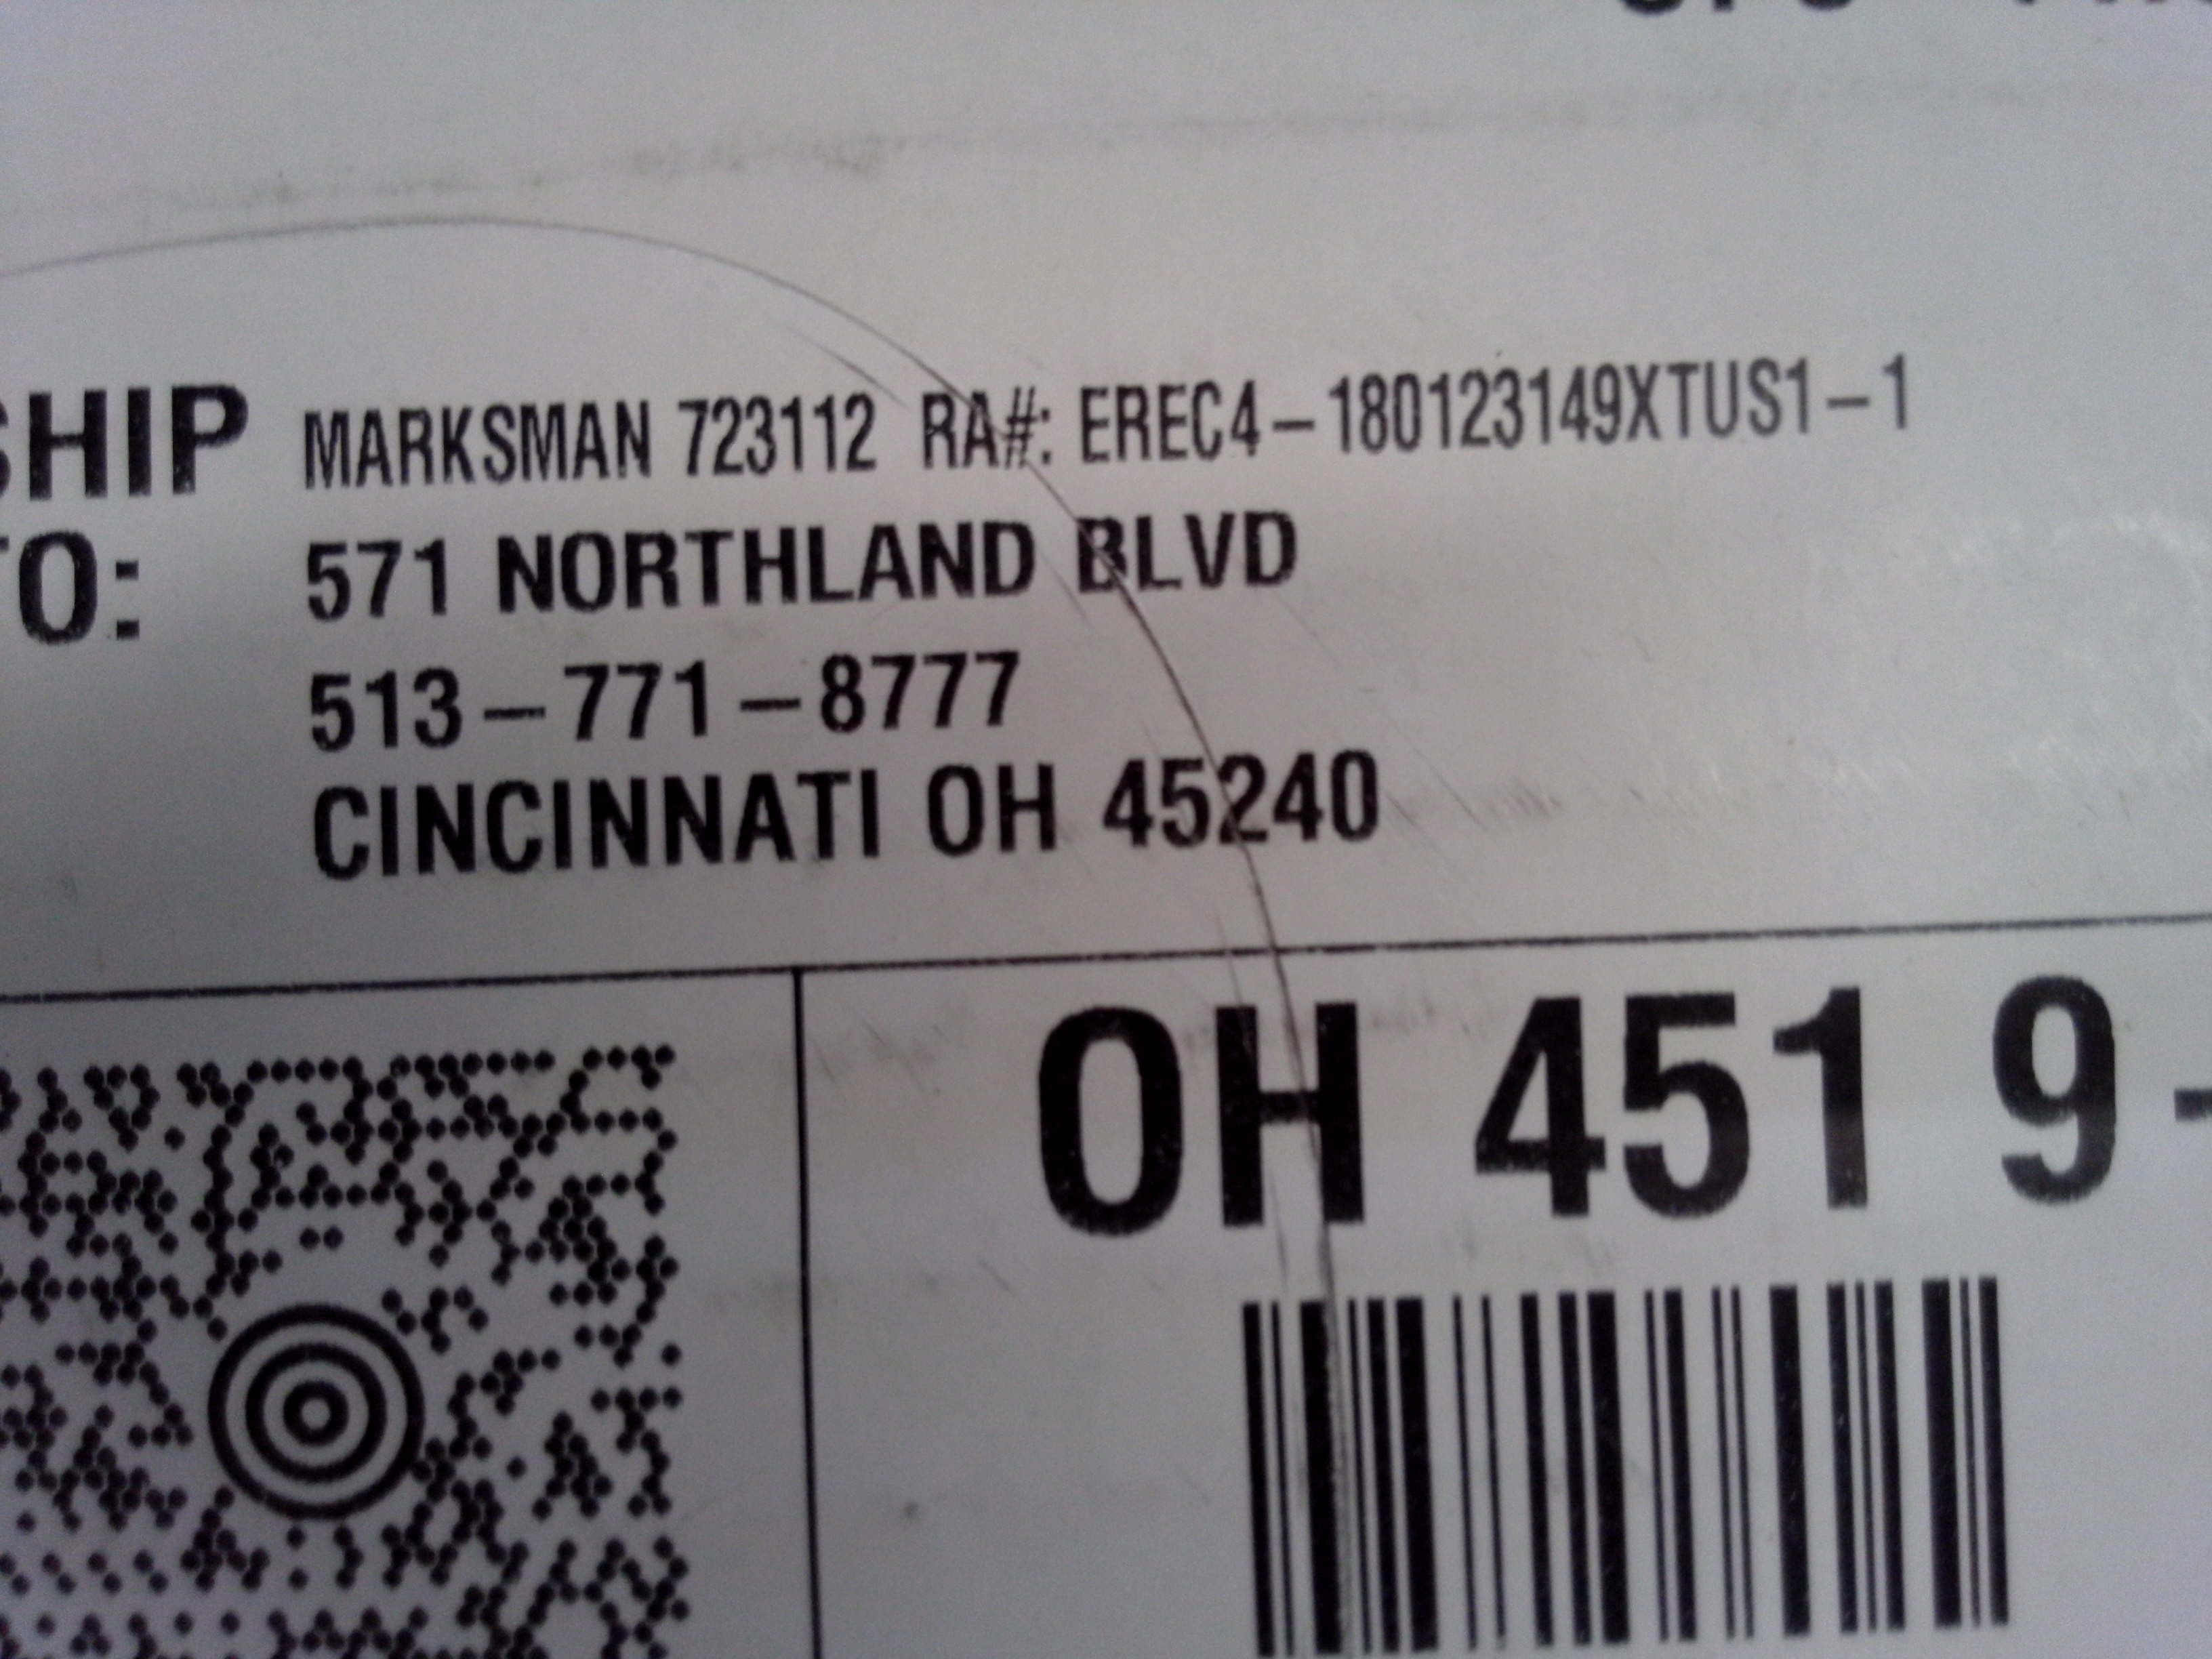 SHIP MARKSMAN 723112 RA#: EREC4-180123149XTUS1-1
TO: 571 NORTHLAND BLVD
513-771-8777
CINCINNATI OH 45240
OH 451 9-